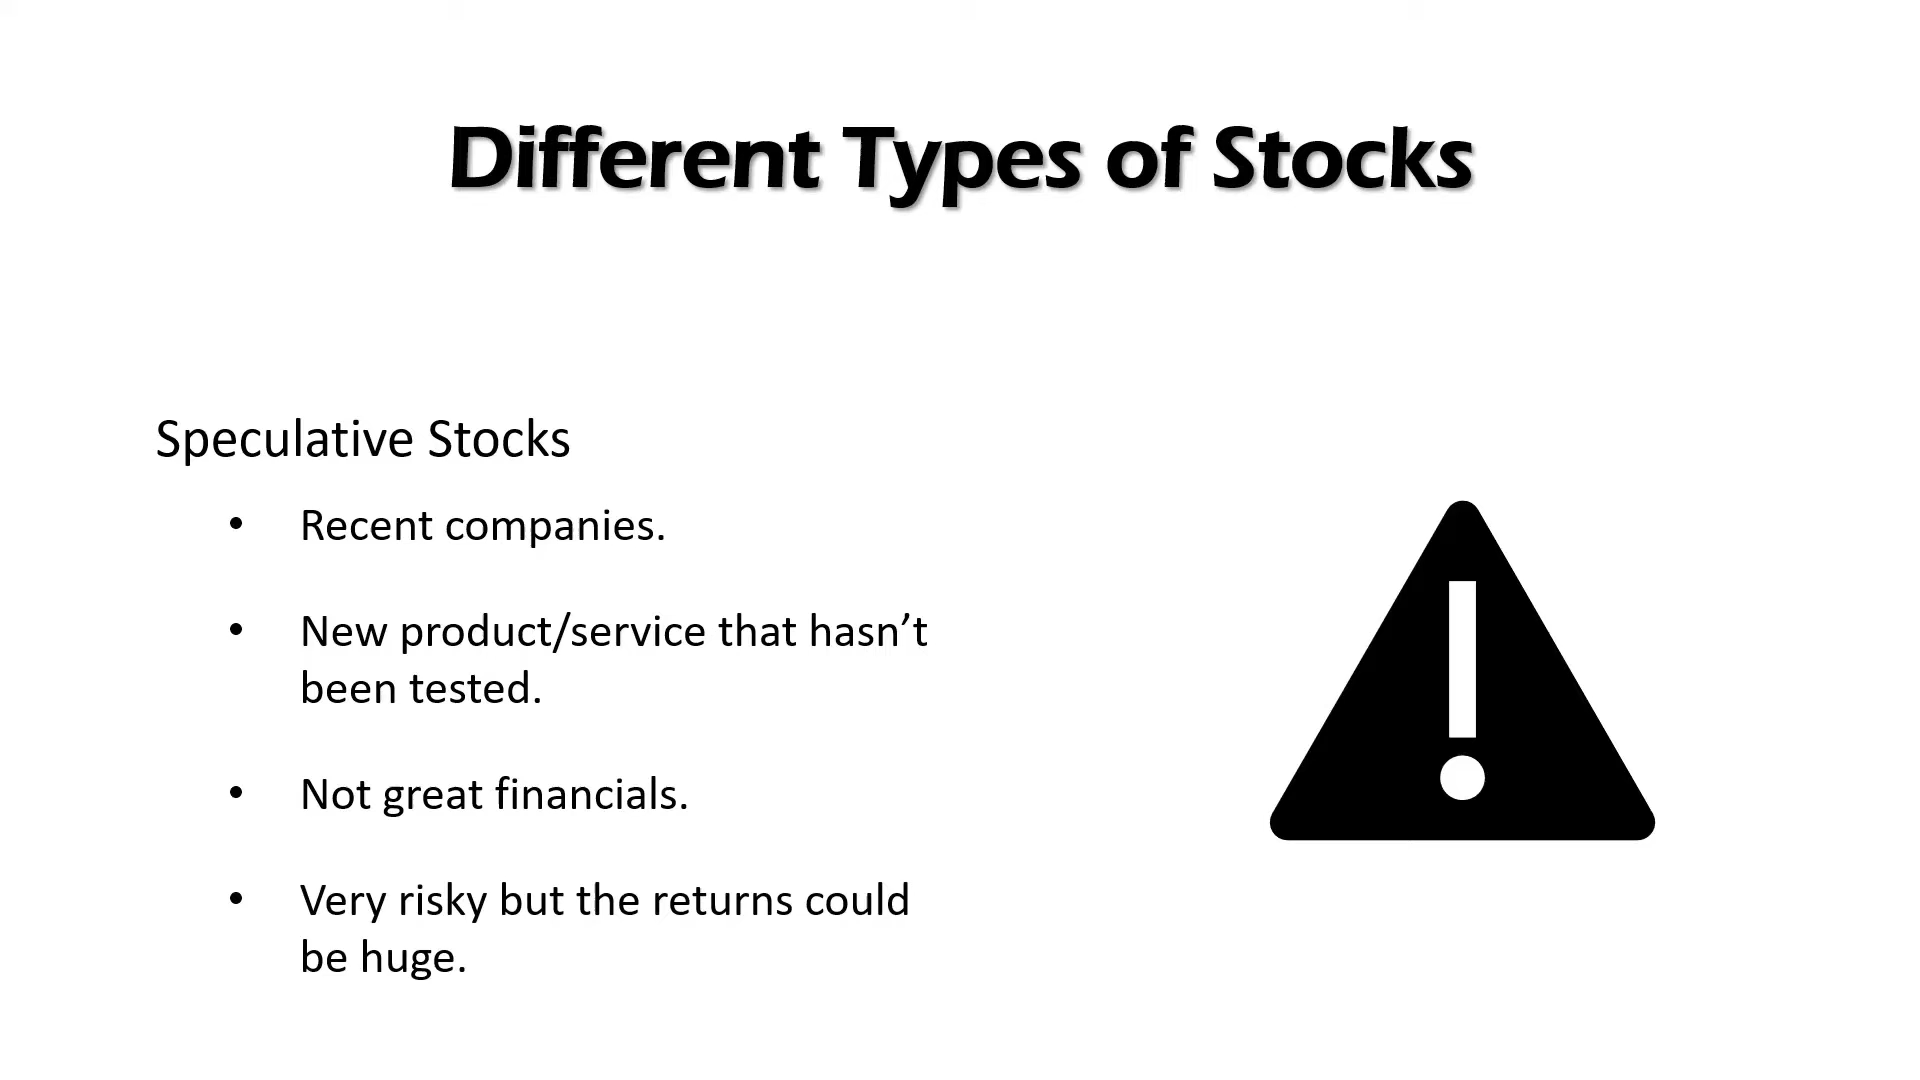 Different Types of Stocks
Speculative Stocks
• Recent companies.
• New product/service that hasn’t
been tested.
• Not great financials.
• Very risky but the returns could
be huge.